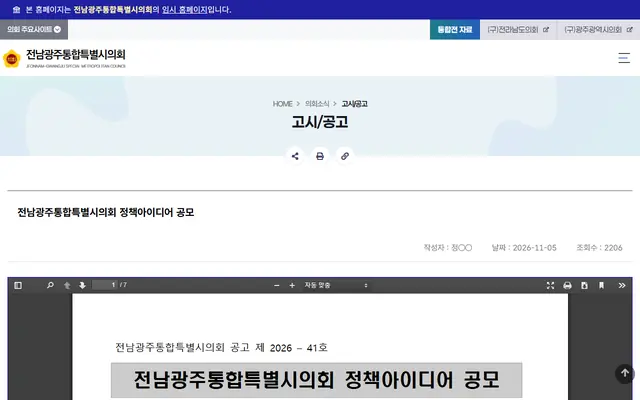 본 홈페이지는 전남광주통합특별시의회의 임시 홈페이지입니다.
의회 주요사이트
통합전 자료
(구)전라남도의회
(구)광주광역시의회
전남광주통합특별시의회
JEONNAM-GWANGJU SPECIAL METROPOLITAN COUNCIL
HOME > 의회소식 > 고시/공고
고시/공고
전남광주통합특별시의회 정책아이디어 공모
작성자 : 정○○ 날짜 : 2026-11-05 조회수 : 2206
1 / 7
자동 맞춤
전남광주통합특별시의회 공고 제 2026 - 41호
전남광주통합특별시의회 정책아이디어 공모